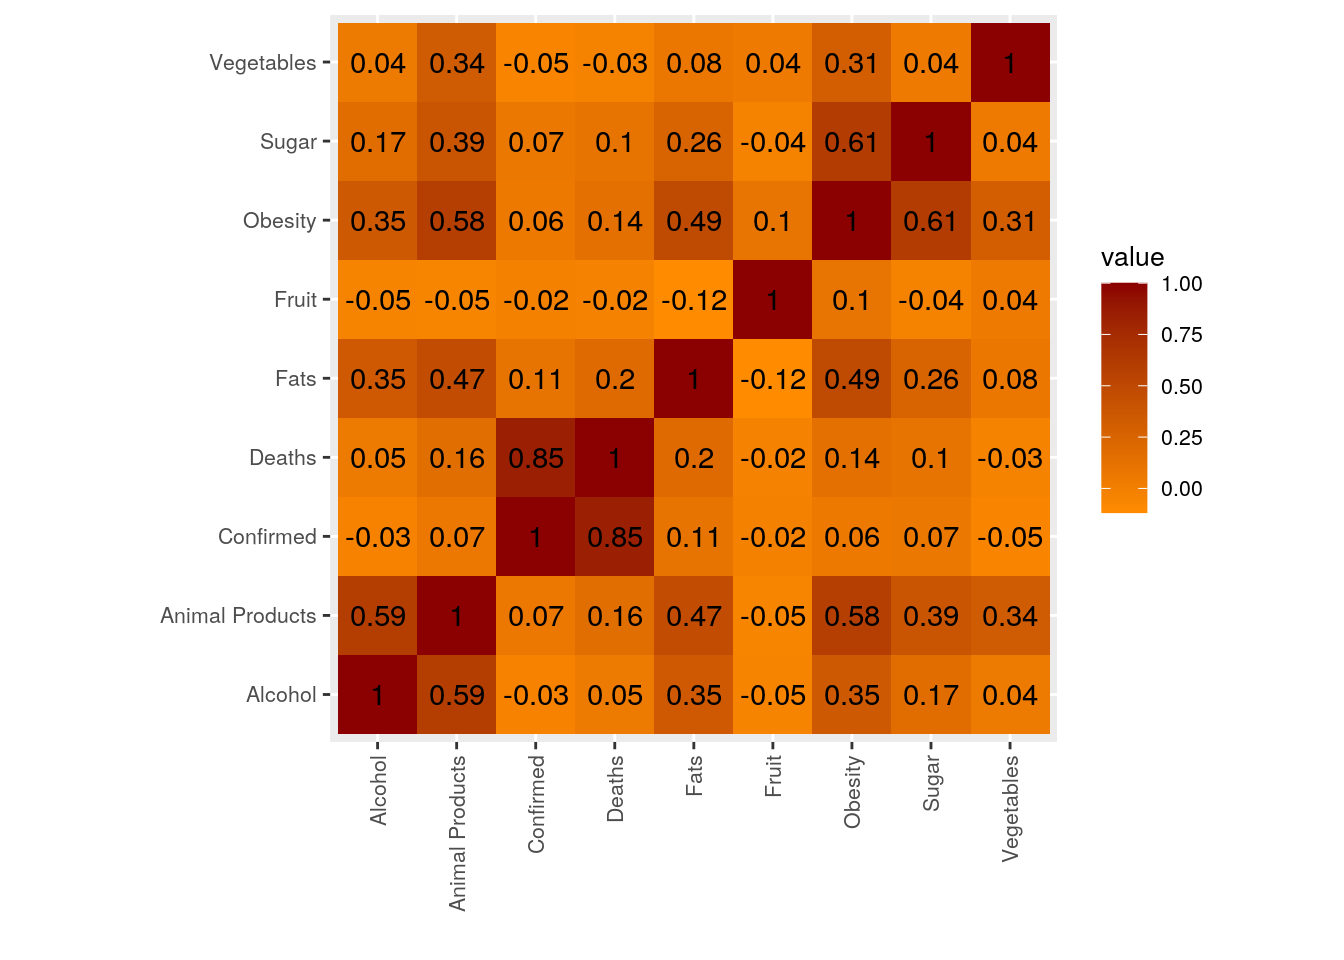 Vegetables 0.04 0.34 -0.05 -0.03 0.08 0.04 0.31 0.04 1
Sugar 0.17 0.39 0.07 0.1 0.26 -0.04 0.61 1 0.04
Obesity 0.35 0.58 0.06 0.14 0.49 0.1 1 0.61 0.31
Fruit -0.05 -0.05 -0.02 -0.02 -0.12 1 0.1 -0.04 0.04
Fats 0.35 0.47 0.11 0.2 1 -0.12 0.49 0.26 0.08
Deaths 0.05 0.16 0.85 1 0.2 -0.02 0.14 0.1 -0.03
Confirmed -0.03 0.07 1 0.85 0.11 -0.02 0.06 0.07 -0.05
Animal Products 0.59 1 0.07 0.16 0.47 -0.05 0.58 0.39 0.34
Alcohol 1 0.59 -0.03 0.05 0.35 -0.05 0.35 0.17 0.04
Alcohol
Animal Products
Confirmed
Deaths
Fats
Fruit
Obesity
Sugar
Vegetables
value
1.00
0.75
0.50
0.25
0.00